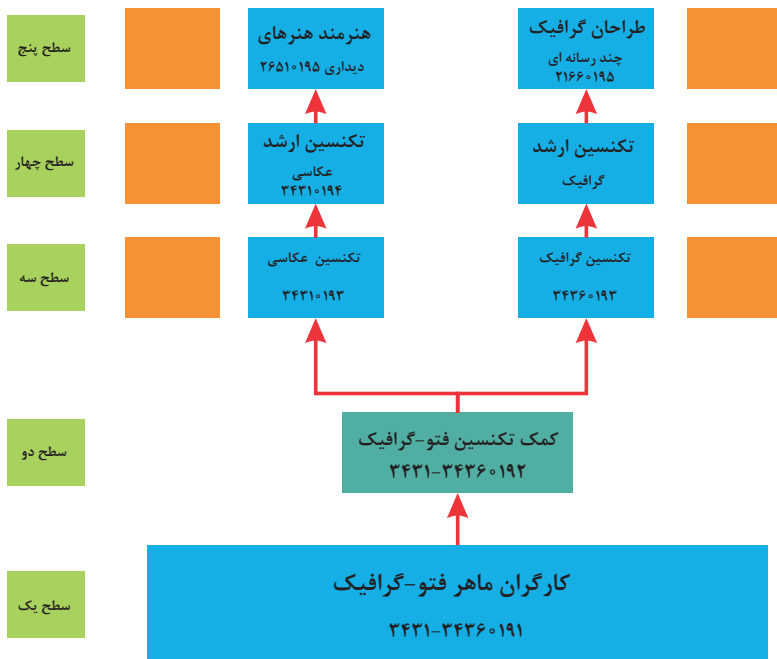 طراحان گرافیک
چند رسانه ای
۲۱۶۶۰۱۹۵
هنرمند هنرهای
دیداری ۲۶۵۱۰۱۹۵
سطح پنج
تکنسین ارشد
گرافیک
تکنسین ارشد
عکاسی
۳۴۳۱۰۱۹۴
سطح چهار
تکنسین گرافیک
۳۴۳۶۰۱۹۳
تکنسین عکاسی
۳۴۳۱۰۱۹۳
سطح سه
کمک تکنسین فتو-گرافیک
۳۴۳۱-۳۴۳۶۰۱۹۲
سطح دو
کارگران ماهر فتو-گرافیک
۳۴۳۱-۳۴۳۶۰۱۹۱
سطح یک